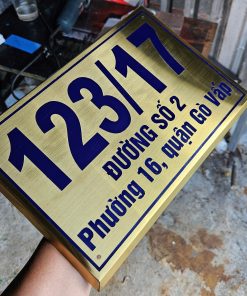 123/17
ĐƯỜNG SỐ 2
Phường 16, quận Gò Vấp